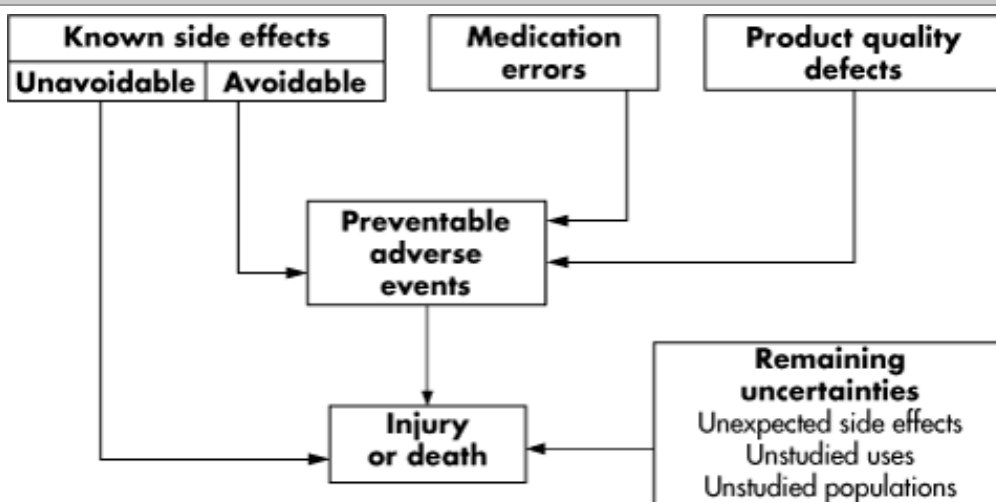 Known side effects
Unavoidable Avoidable
Medication
errors
Product quality
defects
Preventable
adverse
events
Injury
or death
Remaining
uncertainties
Unexpected side effects
Unstudied uses
Unstudied populations